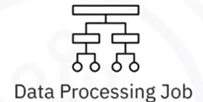 Data Processing Job